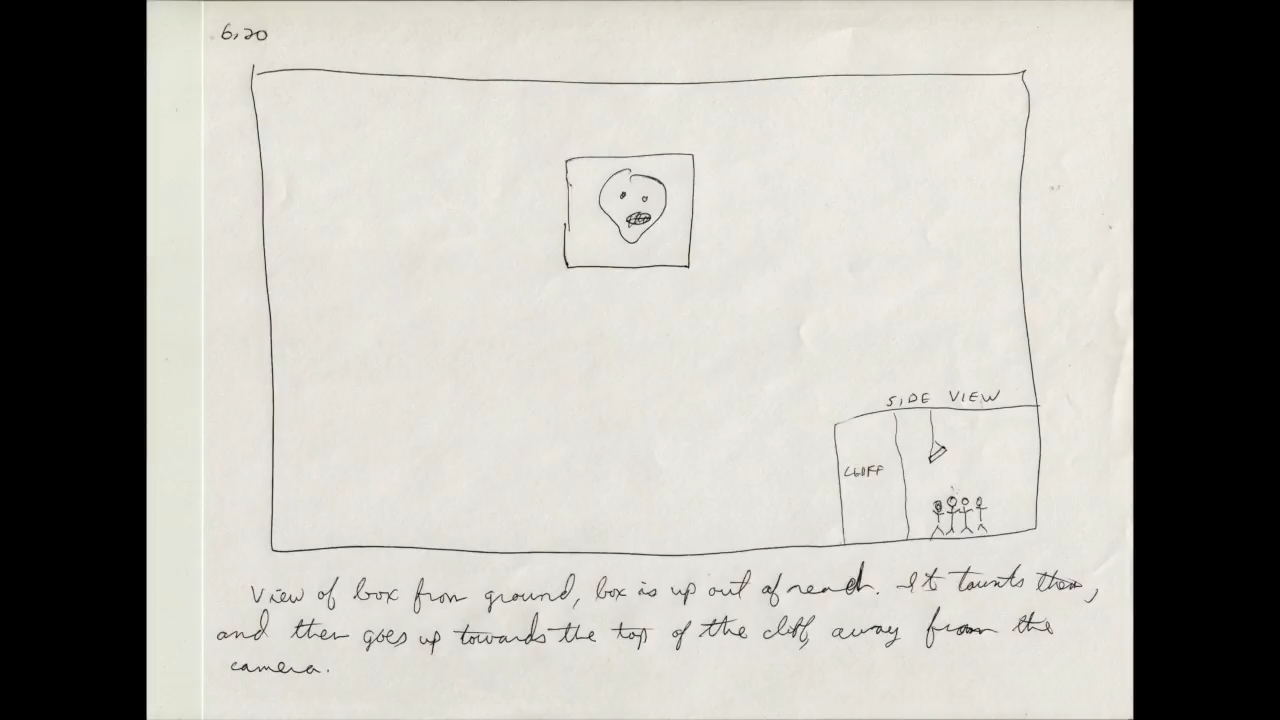 6,20
SIDE VIEW
CLIFF
View of box from ground, box is up out of reach. It taunts them,
and then goes up towards the top of the cliff, away from the
camera.